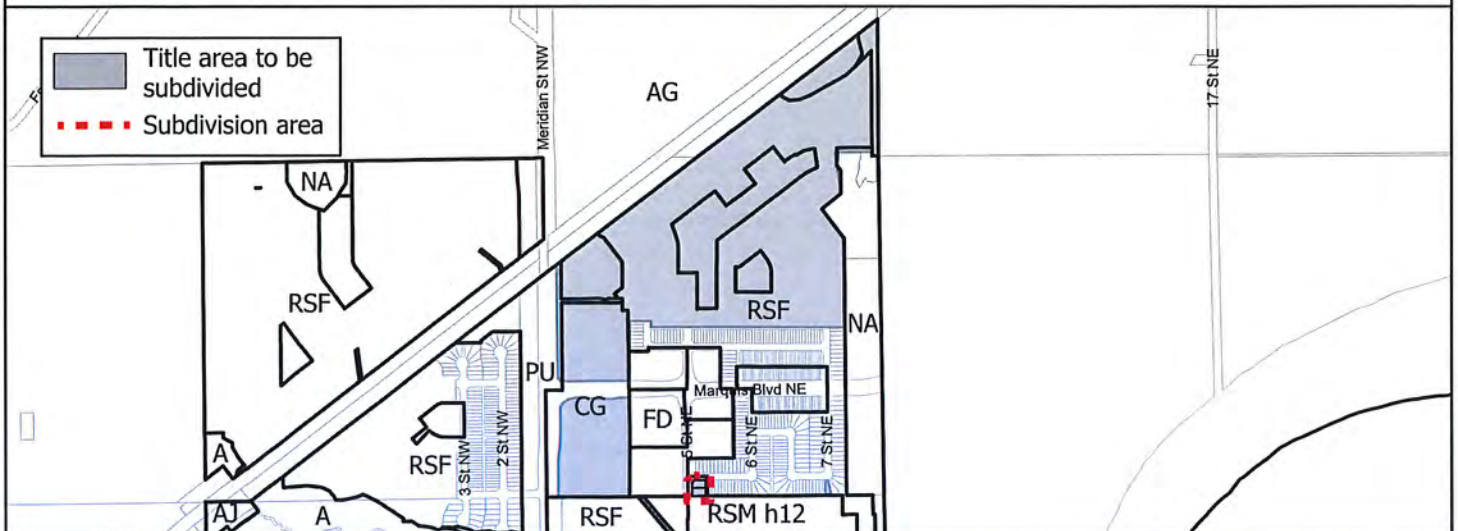 Title area to be
subdivided
Subdivision area
Meridian St NW
AG
17 St NE
NA
RSF
RSF
NA
PU
CG
FD
Marquis Blvd NE
5 St NE
6 St NE
7 St NE
RSF
3 St NW
2 St NW
A
AJ
A
RSF
RSM h12